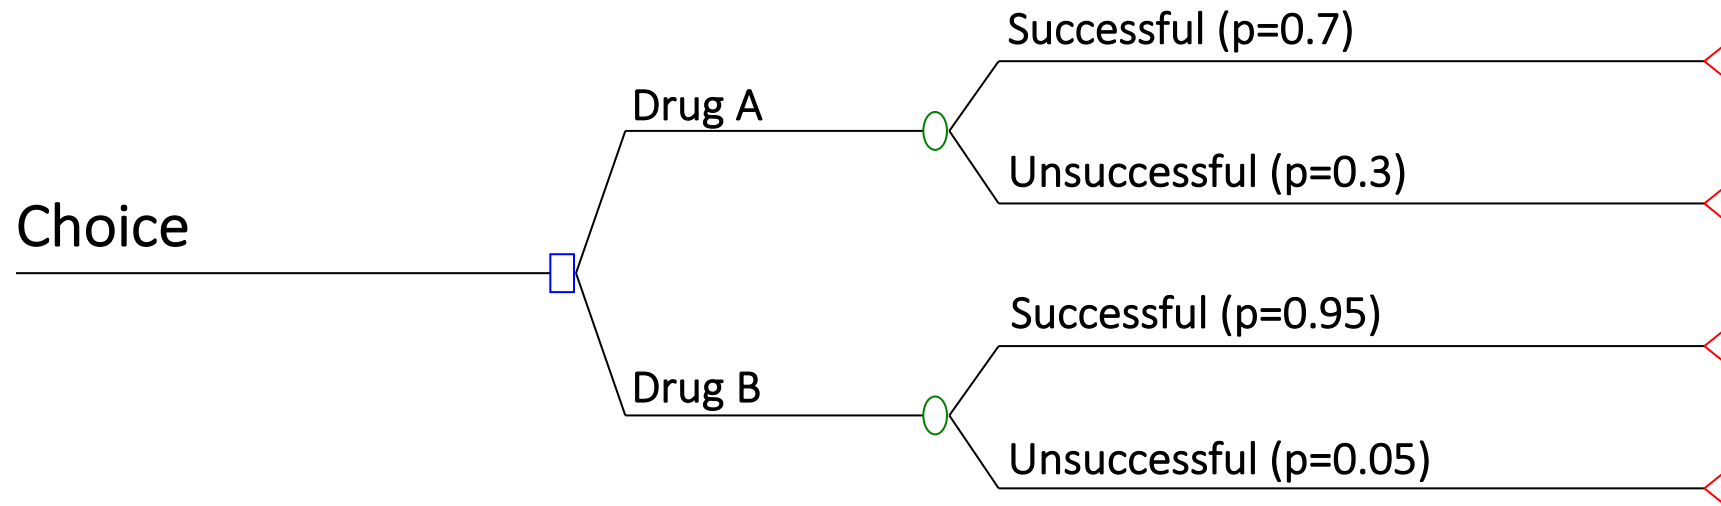 Successful (p=0.7)
Drug A
Unsuccessful (p=0.3)
Choice
Successful (p=0.95)
Drug B
Unsuccessful (p=0.05)